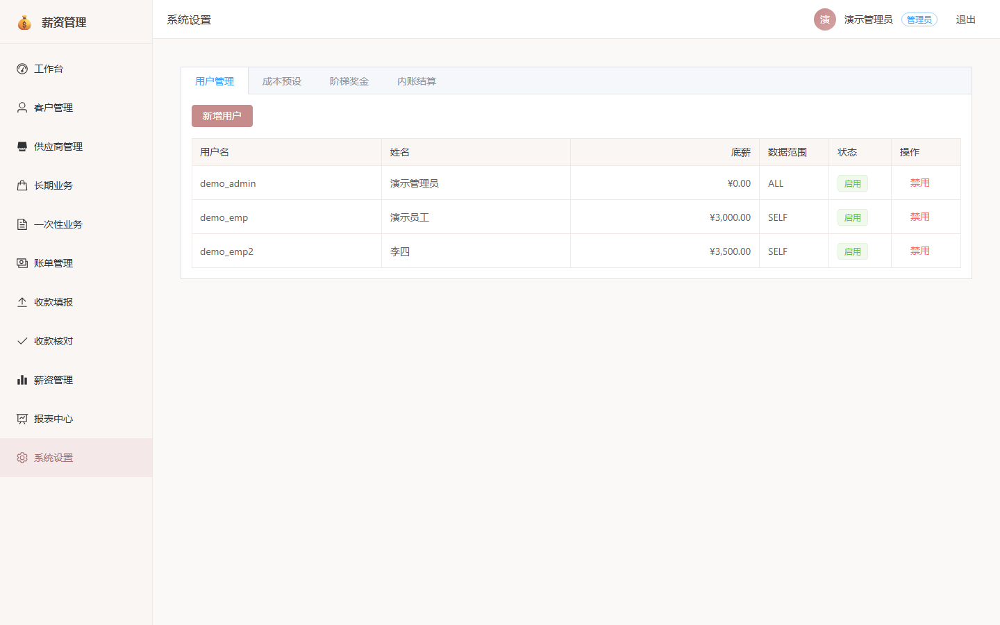 薪资管理
系统设置
演 演示管理员 管理员 退出
工作台
客户管理
供应商管理
长期业务
一次性业务
账单管理
收款填报
收款核对
薪资管理
报表中心
系统设置
用户管理 成本预设 阶梯奖金 内账结算
新增用户
用户名 姓名 底薪 数据范围 状态 操作
demo_admin 演示管理员 ¥0.00 ALL 启用 禁用
demo_emp 演示员工 ¥3,000.00 SELF 启用 禁用
demo_emp2 李四 ¥3,500.00 SELF 启用 禁用